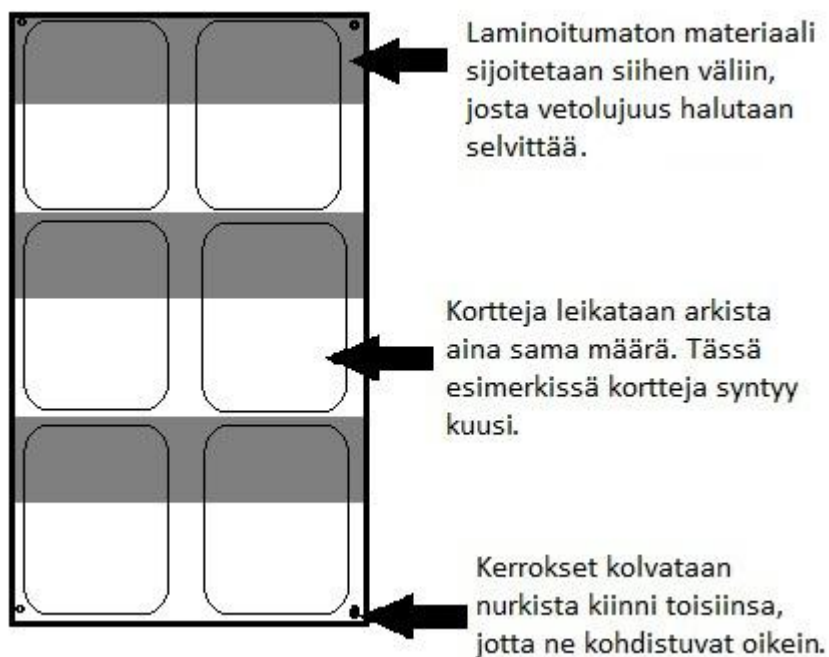 Laminoitumaton materiaali
sijoitetaan siihen väliin,
josta vetolujuus halutaan
selvittää.
Kortteja leikataan arkista
aina sama määrä. Tässä
esimerkissä kortteja syntyy
kuusi.
Kerrokset kolvataan
nurkista kiinni toisiinsa,
jotta ne kohdistuvat oikein.